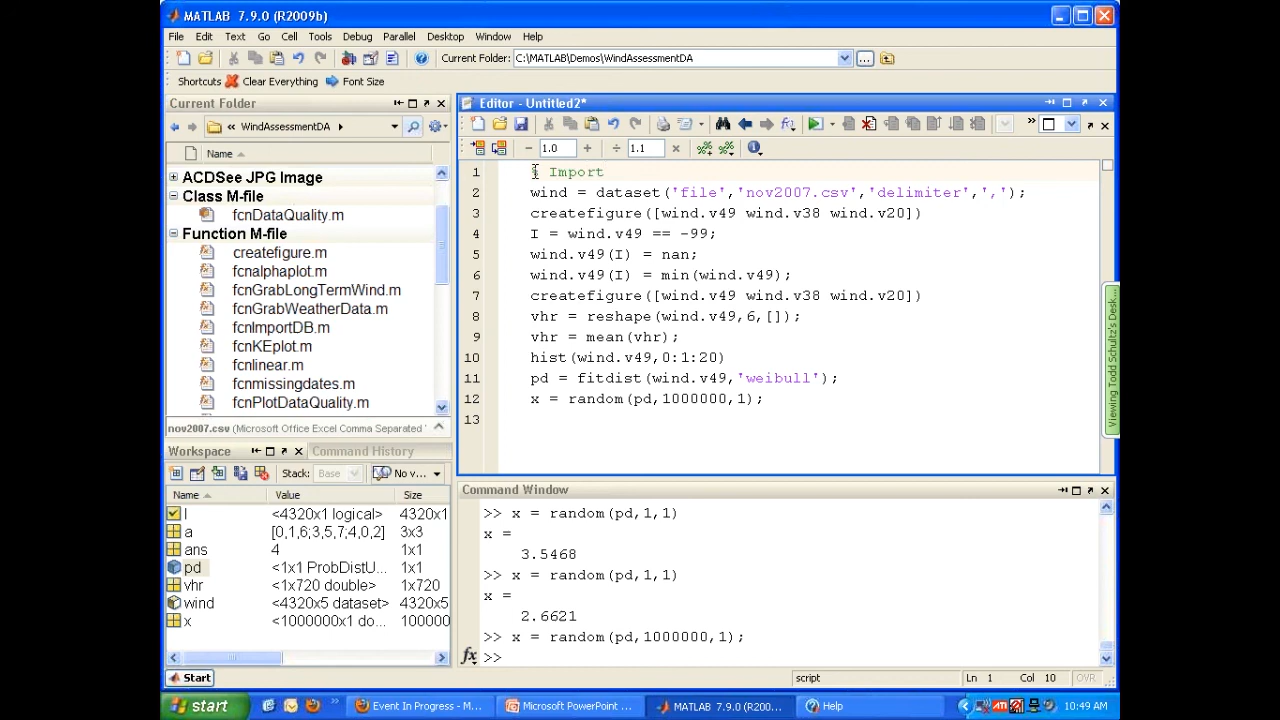 MATLAB 7.9.0 (R2009b)
File Edit Text Go Cell Tools Debug Parallel Desktop Window Help
Current Folder: C:\MATLAB\Demos\WindAssessmentDA
Shortcuts Clear Everything Font Size
Current Folder
« WindAssessmentDA
Name
ACDSee JPG Image
Class M-file
fcnDataQuality.m
Function M-file
createfigure.m
fcnalphaplot.m
fcnGrabLongTermWind.m
fcnGrabWeatherData.m
fcnImportDB.m
fcnKEplot.m
fcnlinear.m
fcnmissingdates.m
fcnPlotDataQuality.m
nov2007.csv (Microsoft Office Excel Comma Separated
Workspace Command History
Stack: Base No v...
Name Value Size
I <4320x1 logical> 4320x1
a [0,1,6;3,5,7;4,0,2] 3x3
ans 4 1x1
pd <1x1 ProbDistU... 1x1
vhr <1x720 double> 1x720
wind <4320x5 dataset> 4320x5
x <1000000x1 do... 100000
Editor - Untitled2*
1.0 1.1
1 Import
2 wind = dataset('file','nov2007.csv','delimiter',',');
3 createfigure([wind.v49 wind.v38 wind.v20])
4 I = wind.v49 == -99;
5 wind.v49(I) = nan;
6 wind.v49(I) = min(wind.v49);
7 createfigure([wind.v49 wind.v38 wind.v20])
8 vhr = reshape(wind.v49,6,[]);
9 vhr = mean(vhr);
10 hist(wind.v49,0:1:20)
11 pd = fitdist(wind.v49,'weibull');
12 x = random(pd,1000000,1);
13
Viewing Todd Schultz's Desk...
Command Window
>> x = random(pd,1,1)
x =
3.5468
>> x = random(pd,1,1)
x =
2.6621
>> x = random(pd,1000000,1);
fx >>
Start
script Ln 1 Col 10 OVR
start Event In Progress - M... Microsoft PowerPoint ... MATLAB 7.9.0 (R200... Help 10:49 AM